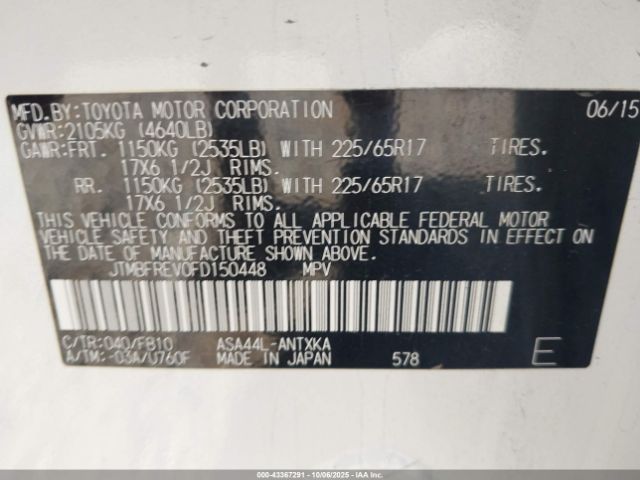 MFD.BY:TOYOTA MOTOR CORPORATION 06/15
GVWR:2105KG (4640LB)
GAWR:FRT. 1150KG (2535LB) WITH 225/65R17 TIRES.
17X6 1/2J RIMS.
RR. 1150KG (2535LB) WITH 225/65R17 TIRES.
17X6 1/2J RIMS.
THIS VEHICLE CONFORMS TO ALL APPLICABLE FEDERAL MOTOR
VEHICLE SAFETY AND THEFT PREVENTION STANDARDS IN EFFECT ON
THE DATE OF MANUFACTURE SHOWN ABOVE.
JTMBFREV0FD150448 MPV
C/TR:040/FB10 ASA44L-ANTXKA
A/TM:-03A/U760F MADE IN JAPAN 578 E
000-43367291 - 10/06/2025 - IAAI.COM